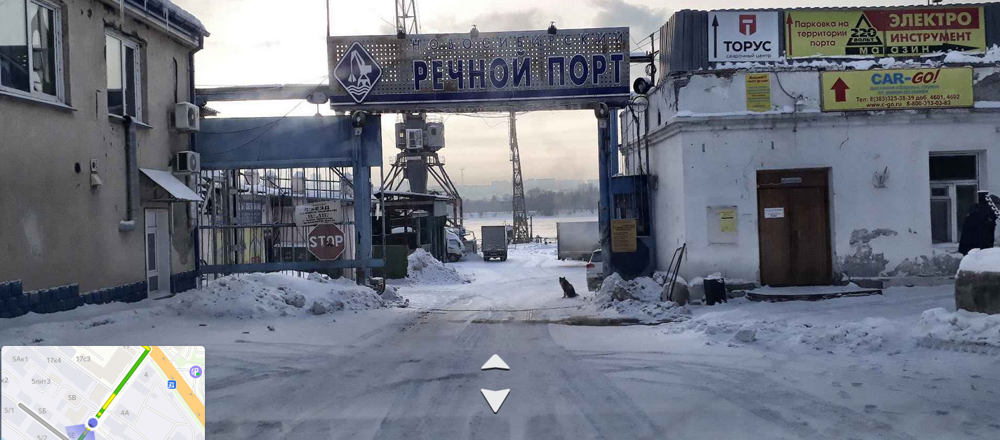 НОВОСИБИРСКИЙ
РЕЧНОЙ ПОРТ
ТОРУС
сварочный центр
Парковка на
территории
порта
220
ВОЛЬТ
ЭЛЕКТРО
ИНСТРУМЕНТ
магазин
CAR-GO!
Тел: 8(383)325-38-39 доб. 4601, 4602
www.c-go.ru 8-800-333-03-83
STOP
5Ак1
17к4
17с3
4
5лит3
5В
5/1
5Б
4А
5/2
5Е